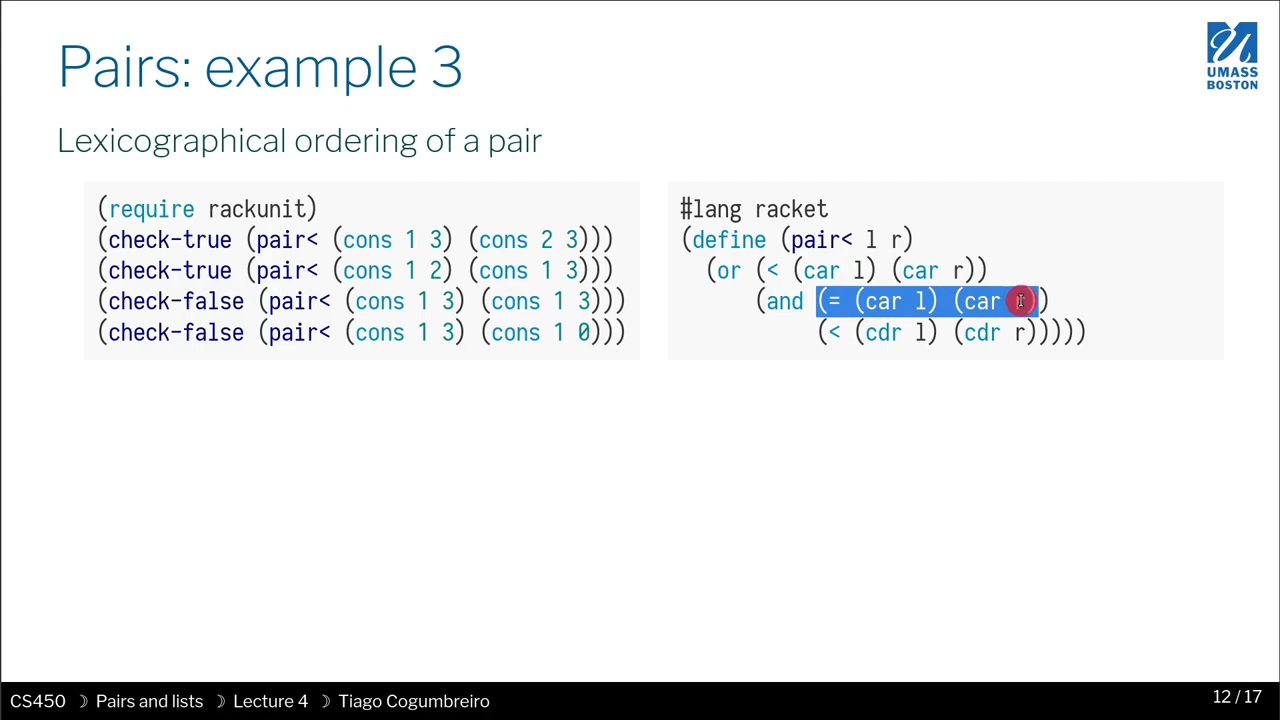 Pairs: example 3
UMASS
BOSTON
Lexicographical ordering of a pair
(require rackunit)
(check-true (pair< (cons 1 3) (cons 2 3)))
(check-true (pair< (cons 1 2) (cons 1 3)))
(check-false (pair< (cons 1 3) (cons 1 3)))
(check-false (pair< (cons 1 3) (cons 1 0)))
#lang racket
(define (pair< l r)
  (or (< (car l) (car r))
      (and (= (car l) (car r))
           (< (cdr l) (cdr r)))))
CS450 ☽ Pairs and lists ☽ Lecture 4 ☽ Tiago Cogumbreiro
12 / 17